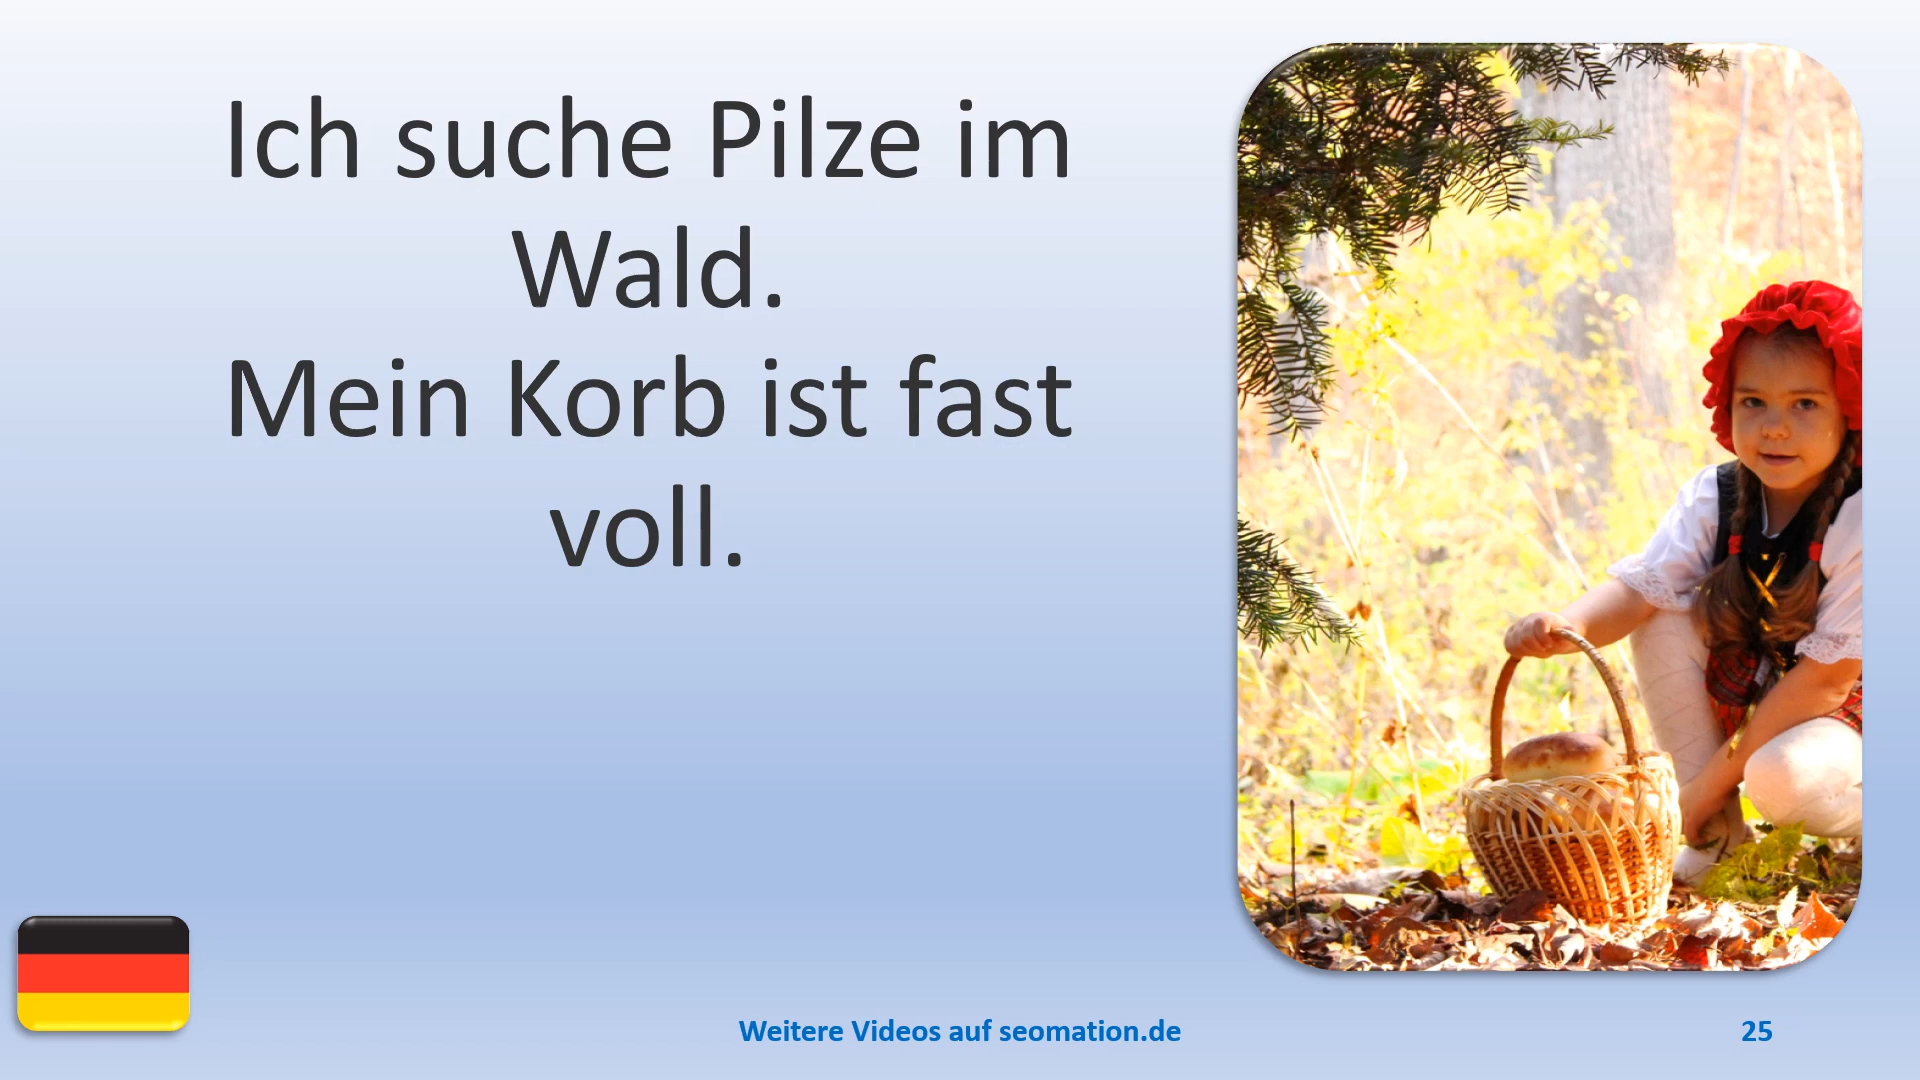 Ich suche Pilze im
Wald.
Mein Korb ist fast
voll.
Weitere Videos auf seomation.de
25